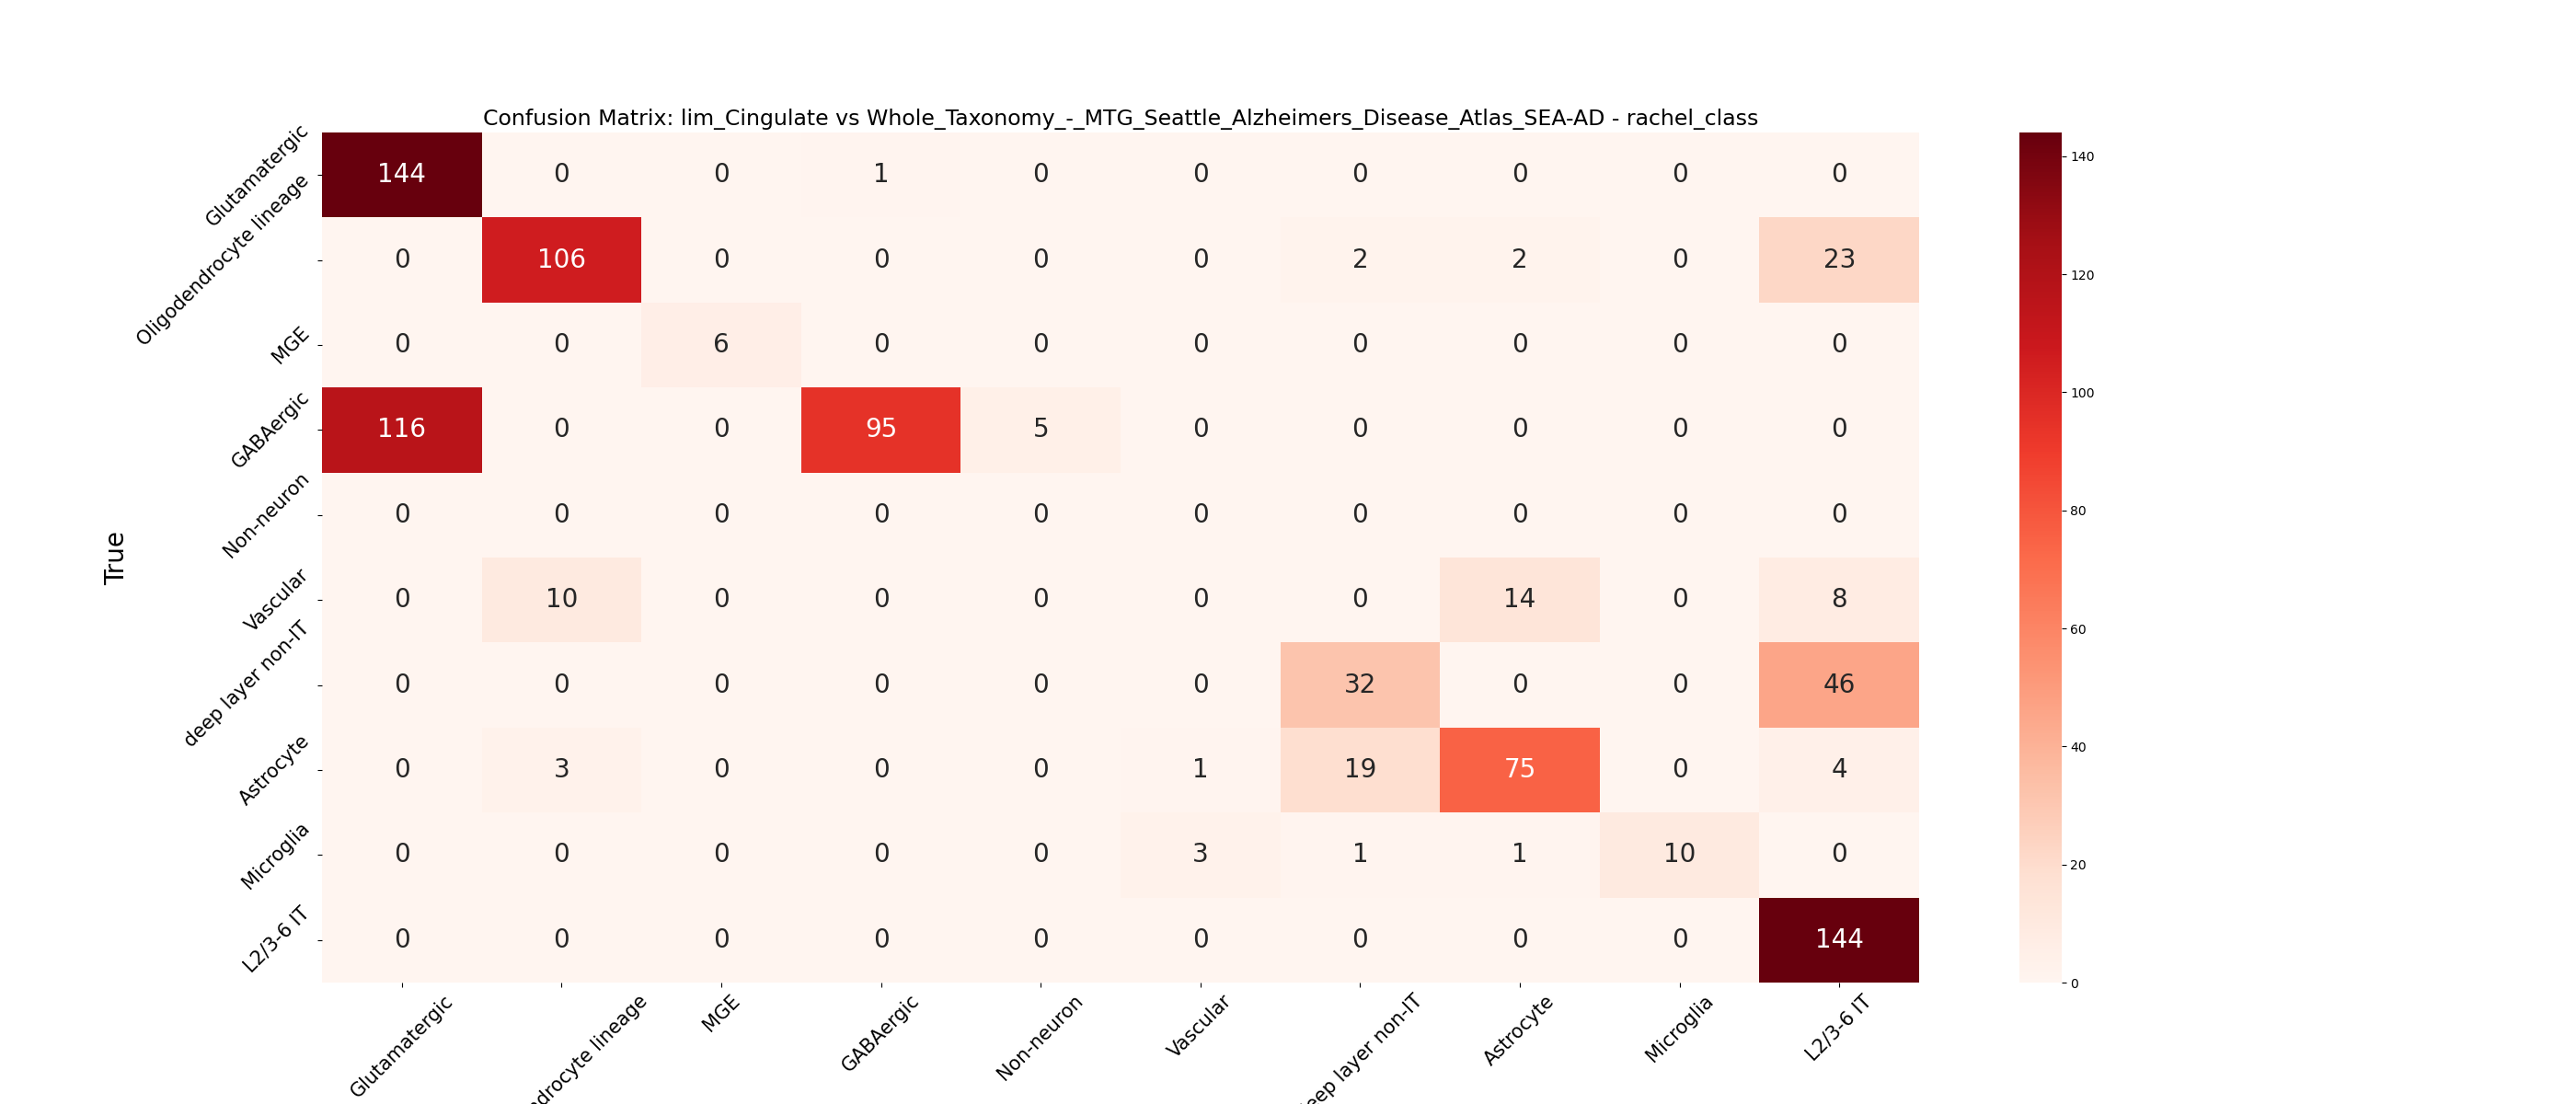 Confusion Matrix: lim_Cingulate vs Whole_Taxonomy_-_MTG_Seattle_Alzheimers_Disease_Atlas_SEA-AD - rachel_class
True
Glutamatergic 144 0 0 1 0 0 0 0 0 0
Oligodendrocyte lineage 0 106 0 0 0 0 2 2 0 23
MGE 0 0 6 0 0 0 0 0 0 0
GABAergic 116 0 0 95 5 0 0 0 0 0
Non-neuron 0 0 0 0 0 0 0 0 0 0
Vascular 0 10 0 0 0 0 0 14 0 8
deep layer non-IT 0 0 0 0 0 0 32 0 0 46
Astrocyte 0 3 0 0 0 1 19 75 0 4
Microglia 0 0 0 0 0 3 1 1 10 0
L2/3-6 IT 0 0 0 0 0 0 0 0 0 144
Glutamatergic ndrocyte lineage MGE GABAergic Non-neuron Vascular eep layer non-IT Astrocyte Microglia L2/3-6 IT
140
120
100
80
60
40
20
0